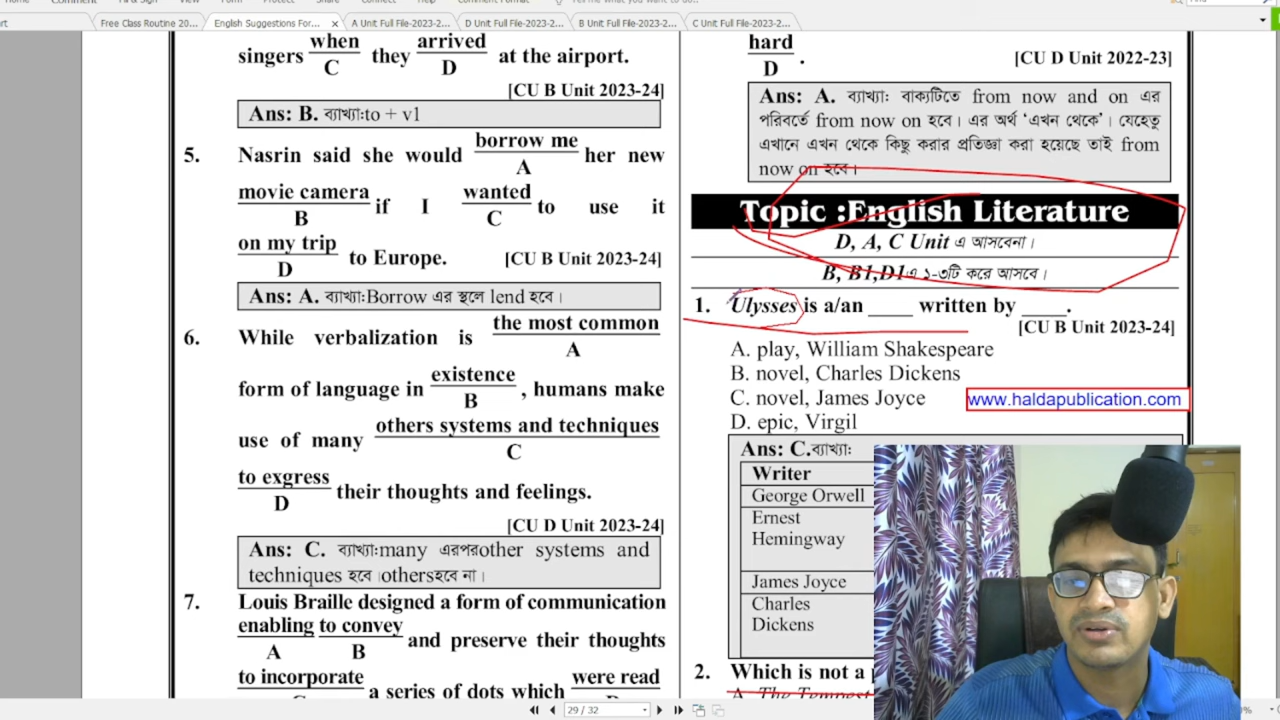 Free Class Routine 20...
English Suggestions For... ×
A Unit Full File-2023-2...
D Unit Full File-2023-2...
B Unit Full File-2023-2...
C Unit Full File-2023-2...
singers when they arrived at the airport.
C D
[CU B Unit 2023-24]
Ans: B. ব্যাখ্যাঃto + v1
5. Nasrin said she would borrow me her new
A
movie camera if I wanted to use it
B C
on my trip to Europe. [CU B Unit 2023-24]
D
Ans: A. ব্যাখ্যাঃBorrow এর স্থলে lend হবে।
6. While verbalization is the most common
A
form of language in existence, humans make
B
use of many others systems and techniques
C
to exgress their thoughts and feelings.
D
[CU D Unit 2023-24]
Ans: C. ব্যাখ্যাঃmany এরপরother systems and
techniques হবে।othersহবে না।
7. Louis Braille designed a form of communication
enabling to convey and preserve their thoughts
A B
to incorporate a series of dots which were read
hard.
D
[CU D Unit 2022-23]
Ans: A. ব্যাখ্যাঃ বাক্যটিতে from now and on এর
পরিবর্তে from now on হবে। এর অর্থ ‘এখন থেকে’। যেহেতু
এখানে এখন থেকে কিছু করার প্রতিজ্ঞা করা হয়েছে তাই from
now on হবে।
Topic :English Literature
D, A, C Unit এ আসবেনা।
B, B1,D1এ ১-৩টি করে আসবে।
1. Ulysses is a/an ____ written by ____.
[CU B Unit 2023-24]
A. play, William Shakespeare
B. novel, Charles Dickens
C. novel, James Joyce
www.haldapublication.com
D. epic, Virgil
Ans: C.ব্যাখ্যাঃ
Writer
George Orwell
Ernest
Hemingway
James Joyce
Charles
Dickens
2. Which is not a
A. The Tempest
29 / 32